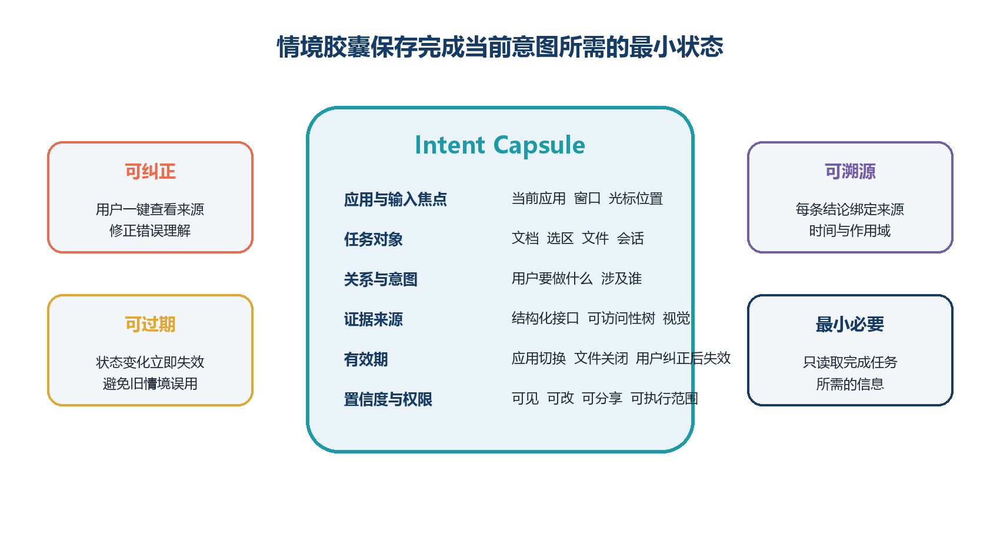 情境胶囊保存完成当前意图所需的最小状态
可纠正
用户一键查看来源
修正错误理解
可过期
状态变化立即失效
避免旧情境误用
Intent Capsule
应用与输入焦点 当前应用 窗口 光标位置
任务对象 文档 选区 文件 会话
关系与意图 用户要做什么 涉及谁
证据来源 结构化接口 可访问性树 视觉
有效期 应用切换 文件关闭 用户纠正后失效
置信度与权限 可见 可改 可分享 可执行范围
可溯源
每条结论绑定来源
时间与作用域
最小必要
只读取完成任务
所需的信息